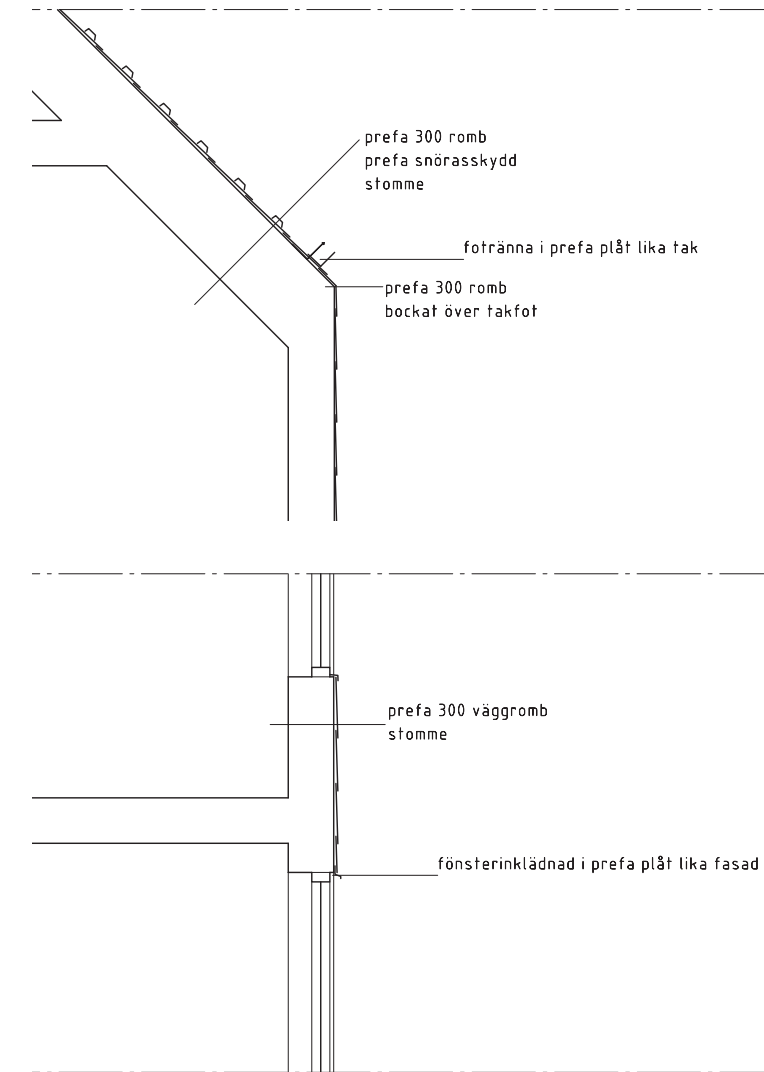 prefa 300 romb
prefa snörasskydd
stomme
fotränna i prefa plåt lika tak
prefa 300 romb
bockat över takfot
prefa 300 väggromb
stomme
fönsterinklädnad i prefa plåt lika fasad